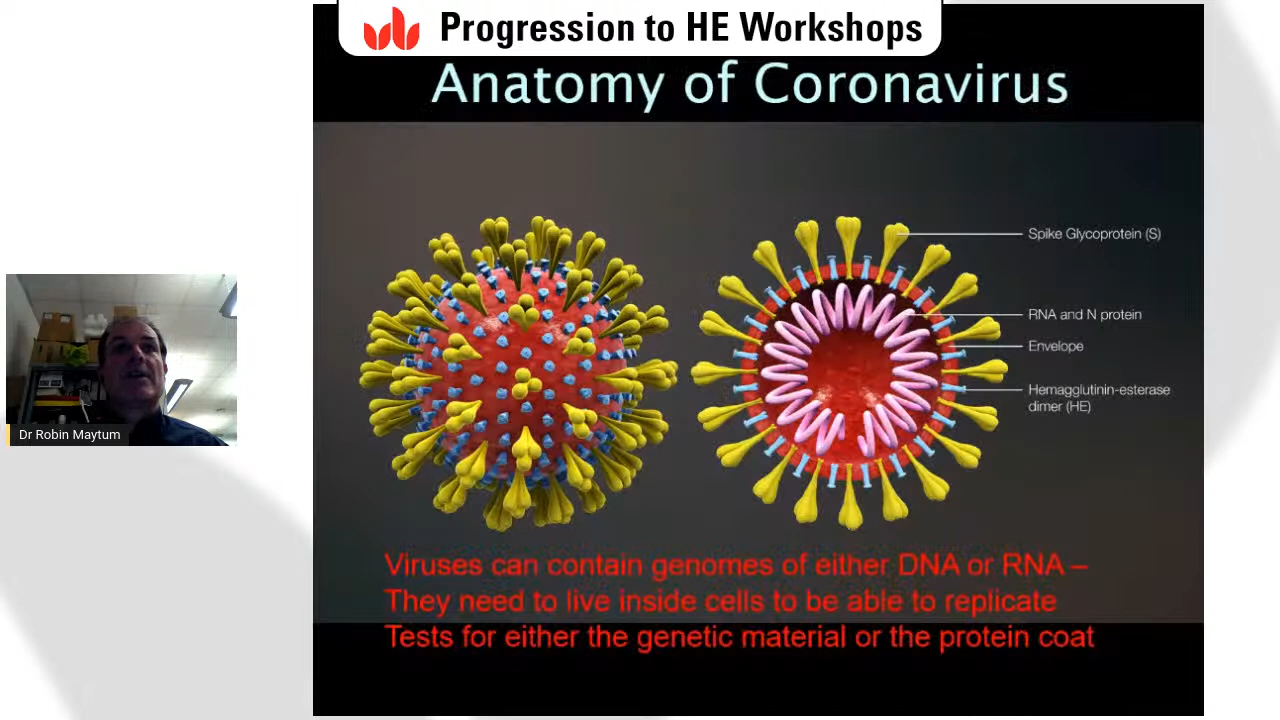 Progression to HE Workshops
Anatomy of Coronavirus
Spike Glycoprotein (S)
RNA and N protein
Envelope
Hemagglutinin-esterase
dimer (HE)
Dr Robin Maytum
Viruses can contain genomes of either DNA or RNA –
They need to live inside cells to be able to replicate
Tests for either the genetic material or the protein coat